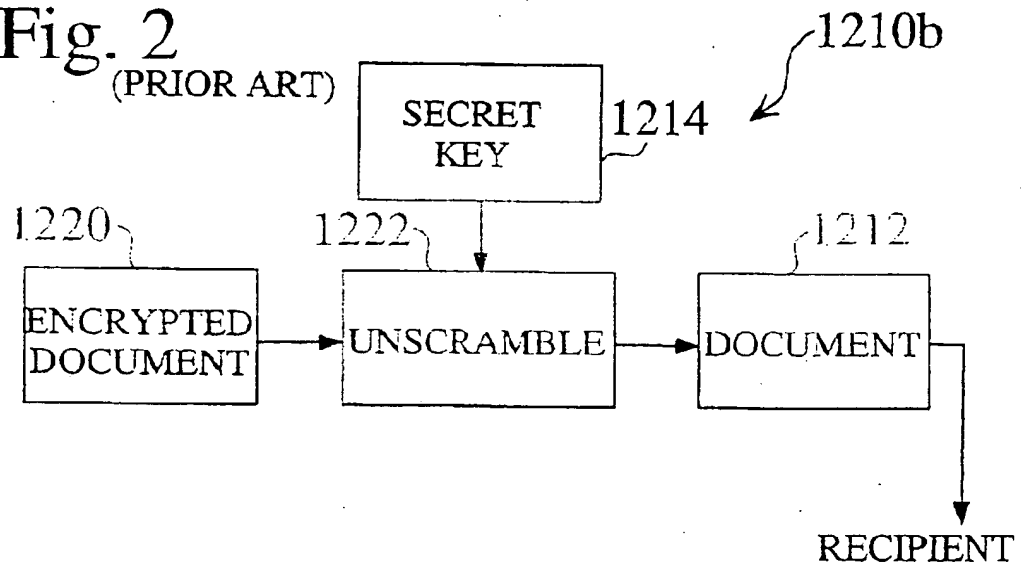 Fig. 2
(PRIOR ART)
1210b
SECRET
KEY
1214
1220
1222
1212
ENCRYPTED
DOCUMENT
UNSCRAMBLE
DOCUMENT
RECIPIENT